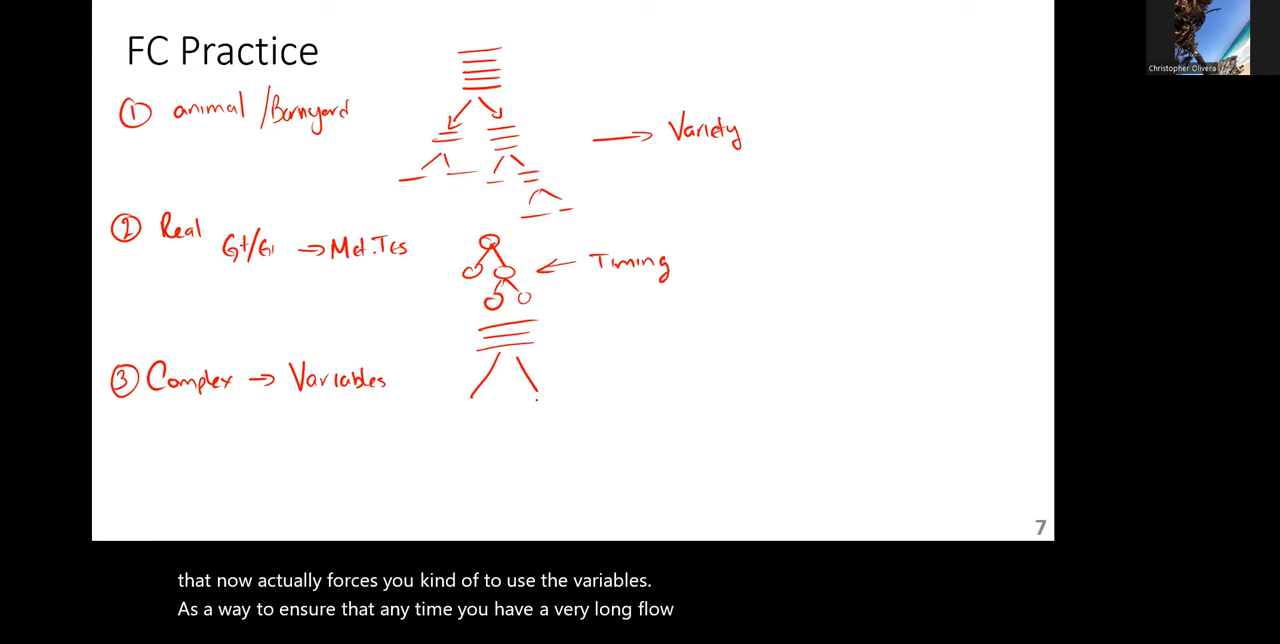 FC Practice
① animal / Barnyard
→ Variety
② Real
Gt/Gi → Met. Tes
← Timing
③ Complex → Variables
7
Christopher Olivera
that now actually forces you kind of to use the variables.
As a way to ensure that any time you have a very long flow